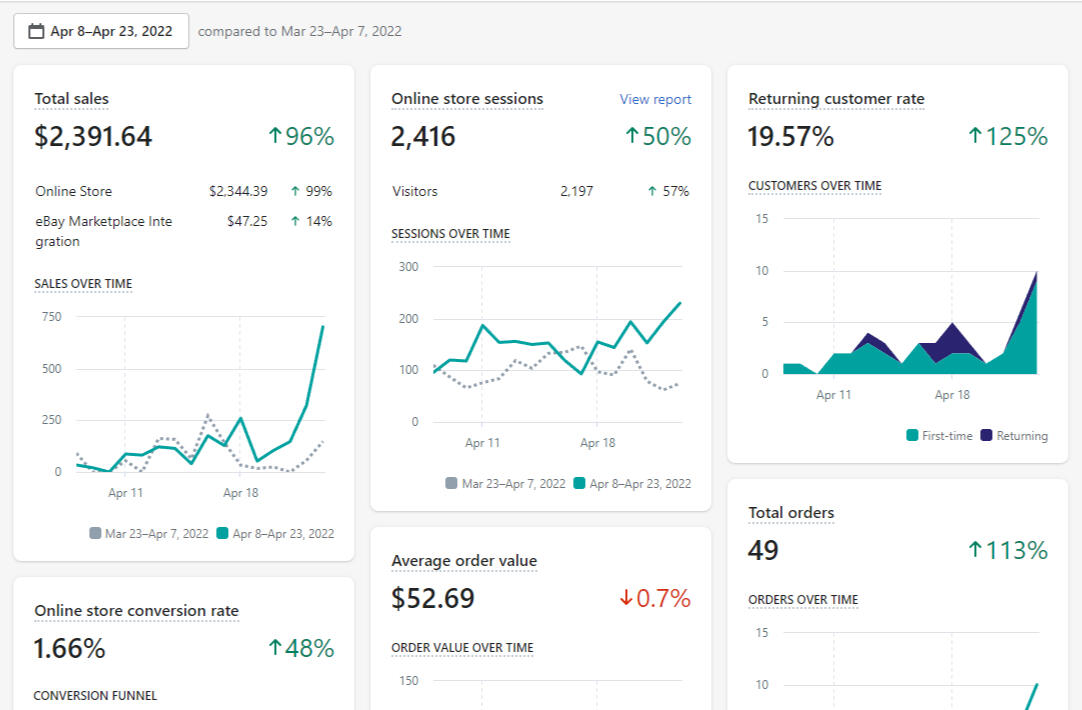 Apr 8–Apr 23, 2022 compared to Mar 23–Apr 7, 2022
Total sales
$2,391.64 ↑96%
Online Store $2,344.39 ↑ 99%
eBay Marketplace Inte $47.25 ↑ 14%
gration
SALES OVER TIME
750
500
250
0
Apr 11 Apr 18
Mar 23–Apr 7, 2022 Apr 8–Apr 23, 2022
Online store conversion rate
1.66% ↑48%
CONVERSION FUNNEL
Online store sessions View report
2,416 ↑50%
Visitors 2,197 ↑ 57%
SESSIONS OVER TIME
300
200
100
0
Apr 11 Apr 18
Mar 23–Apr 7, 2022 Apr 8–Apr 23, 2022
Average order value
$52.69 ↓0.7%
ORDER VALUE OVER TIME
150
Returning customer rate
19.57% ↑125%
CUSTOMERS OVER TIME
15
10
5
0
Apr 11 Apr 18
First-time Returning
Total orders
49 ↑113%
ORDERS OVER TIME
15
10